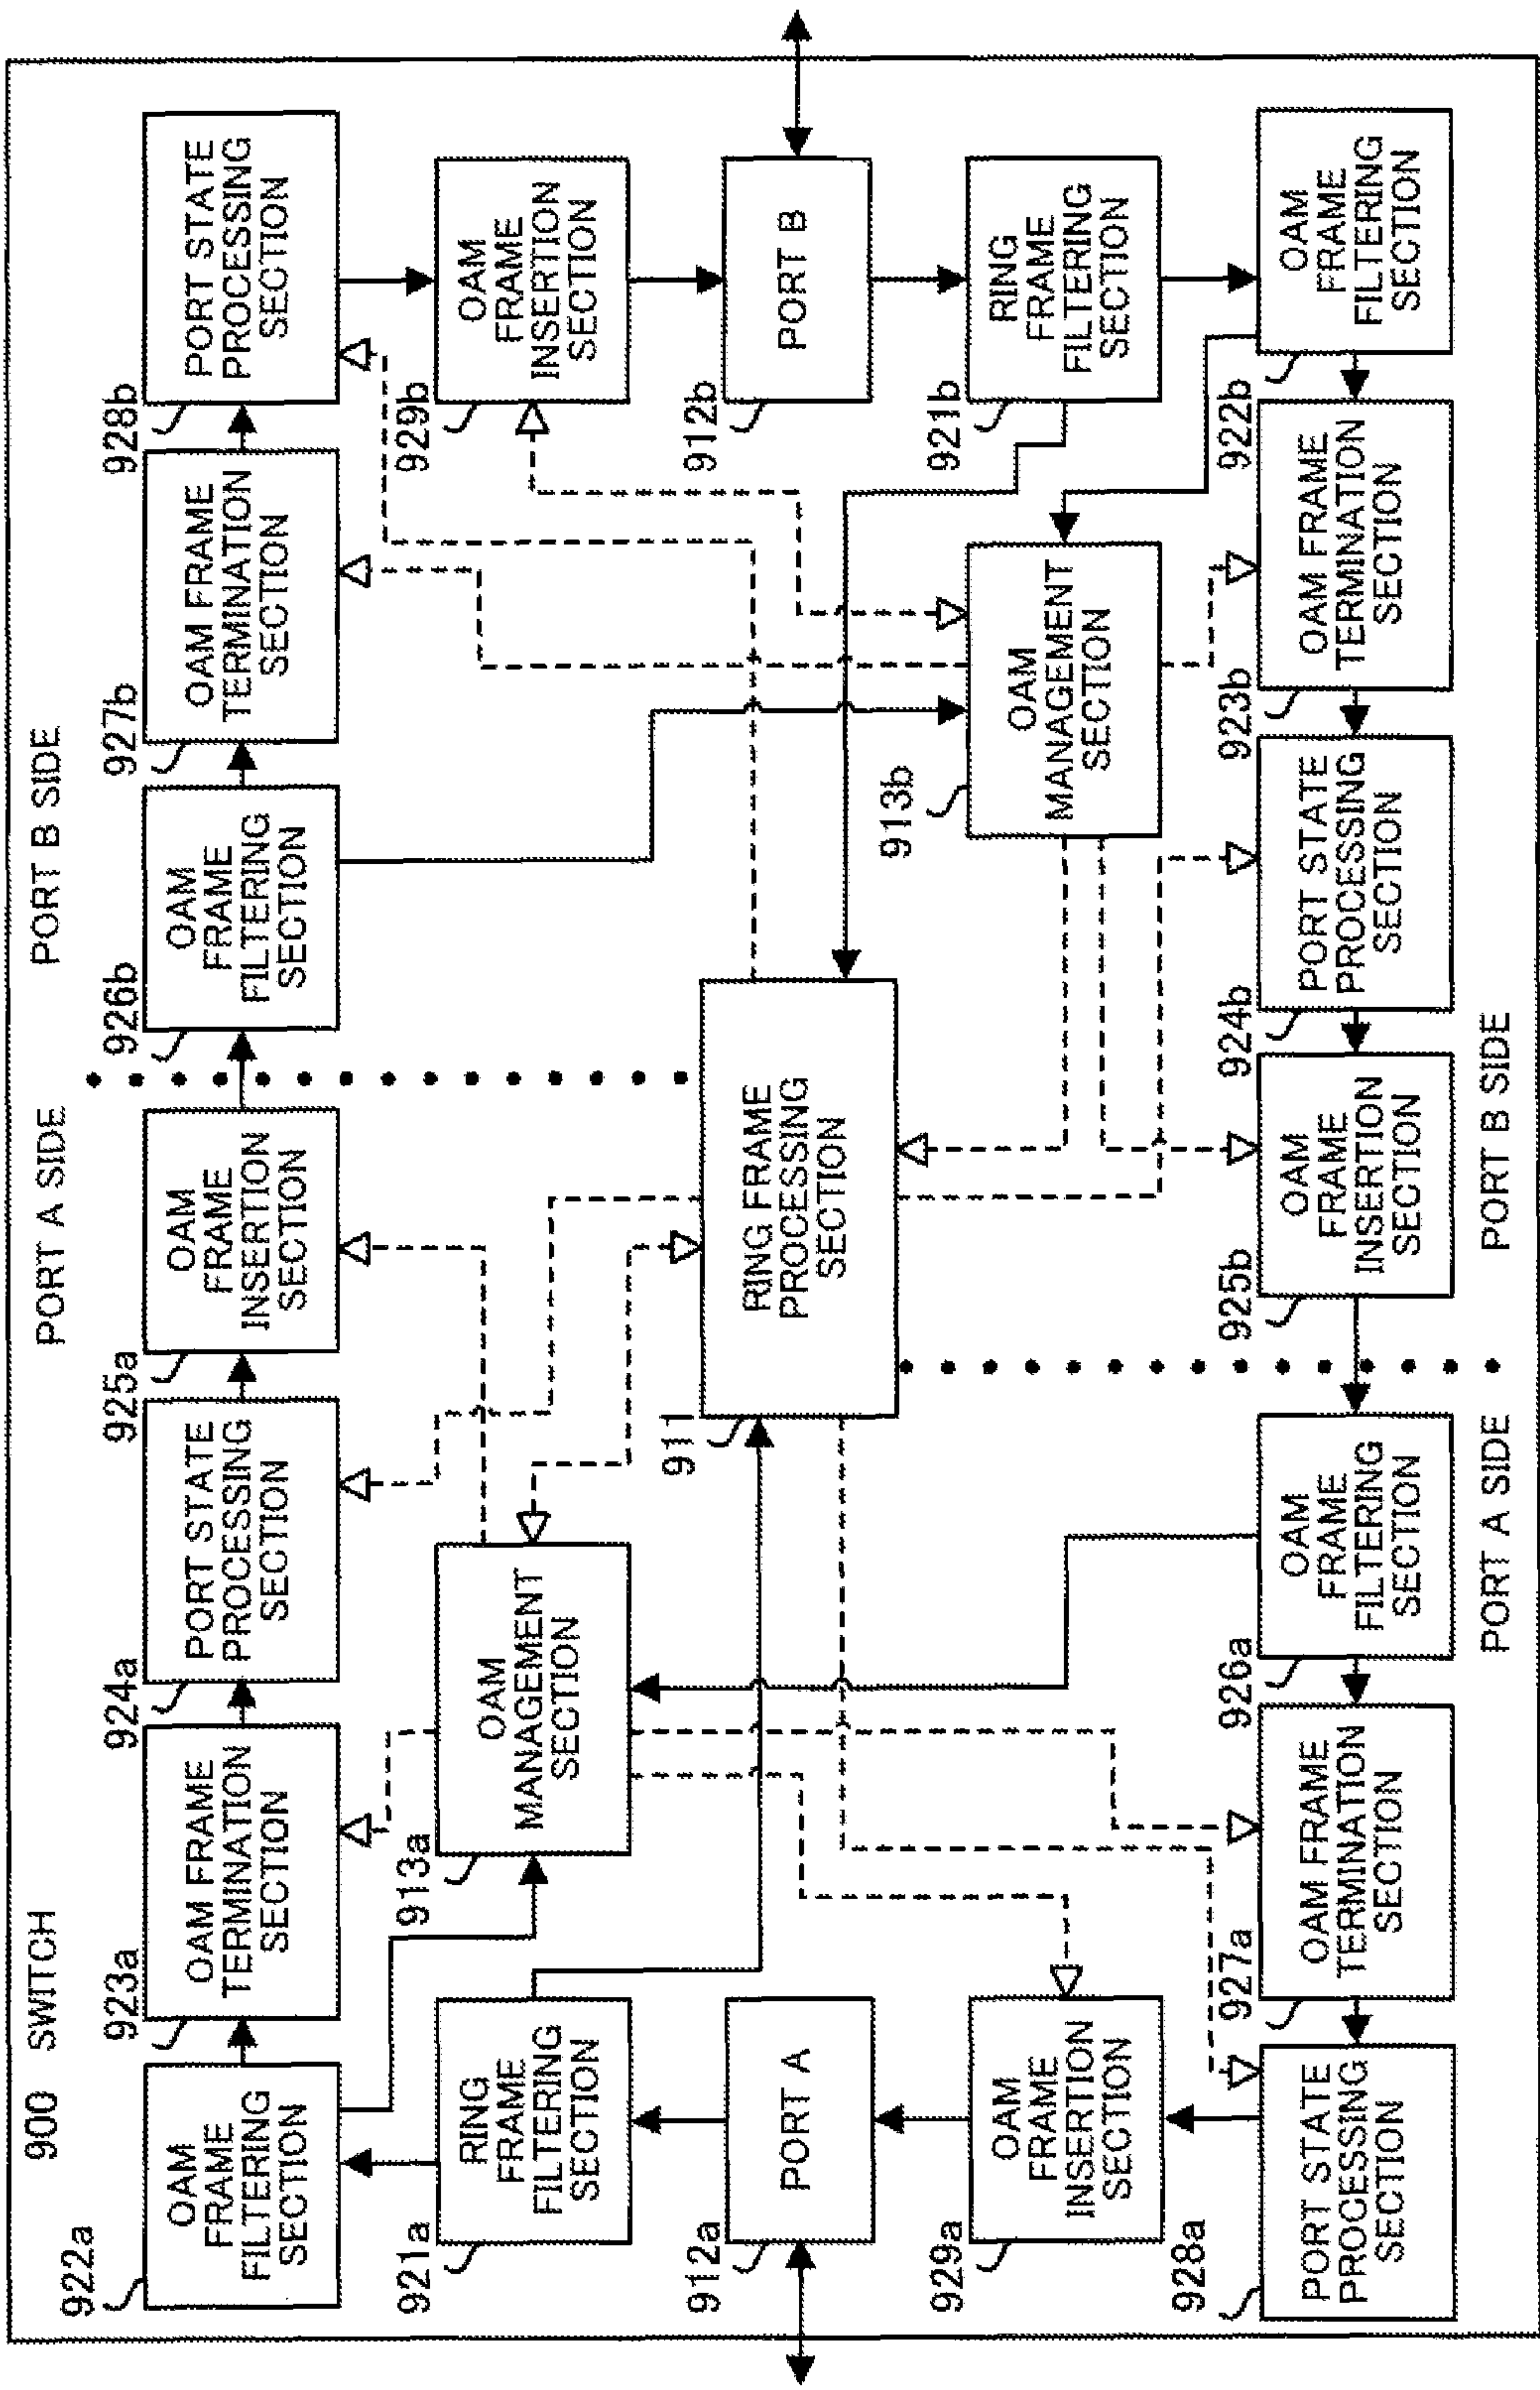 900 SWITCH
PORT A SIDE
PORT B SIDE
922a
OAM
FRAME
FILTERING
SECTION
923a
OAM FRAME
TERMINATION
SECTION
924a
PORT STATE
PROCESSING
SECTION
925a
OAM
FRAME
INSERTION
SECTION
926b
OAM
FRAME
FILTERING
SECTION
927b
OAM FRAME
TERMINATION
SECTION
928b
PORT STATE
PROCESSING
SECTION
921a
RING
FRAME
FILTERING
SECTION
913a
OAM
MANAGEMENT
SECTION
929b
OAM
FRAME
INSERTION
SECTION
912a
PORT A
911
RING FRAME
PROCESSING
SECTION
912b
PORT B
929a
OAM
FRAME
INSERTION
SECTION
913b
OAM
MANAGEMENT
SECTION
921b
RING
FRAME
FILTERING
SECTION
928a
PORT STATE
PROCESSING
SECTION
927a
OAM FRAME
TERMINATION
SECTION
926a
OAM
FRAME
FILTERING
SECTION
925b
OAM
FRAME
INSERTION
SECTION
924b
PORT STATE
PROCESSING
SECTION
923b
OAM FRAME
TERMINATION
SECTION
922b
OAM
FRAME
FILTERING
SECTION
PORT A SIDE
PORT B SIDE